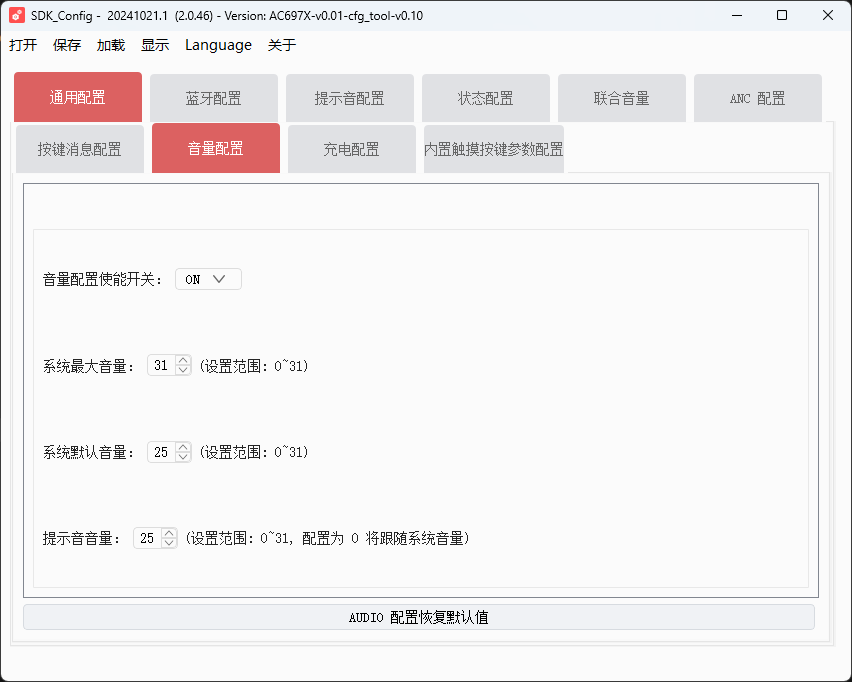 SDK_Config - 20241021.1 (2.0.46) - Version: AC697X-v0.01-cfg_tool-v0.10
打开 保存 加载 显示 Language 关于
通用配置 蓝牙配置 提示音配置 状态配置 联合音量 ANC 配置
按键消息配置 音量配置 充电配置 内置触摸按键参数配置
音量配置使能开关: ON
系统最大音量: 31 (设置范围: 0~31)
系统默认音量: 25 (设置范围: 0~31)
提示音音量: 25 (设置范围: 0~31, 配置为 0 将跟随系统音量)
AUDIO 配置恢复默认值